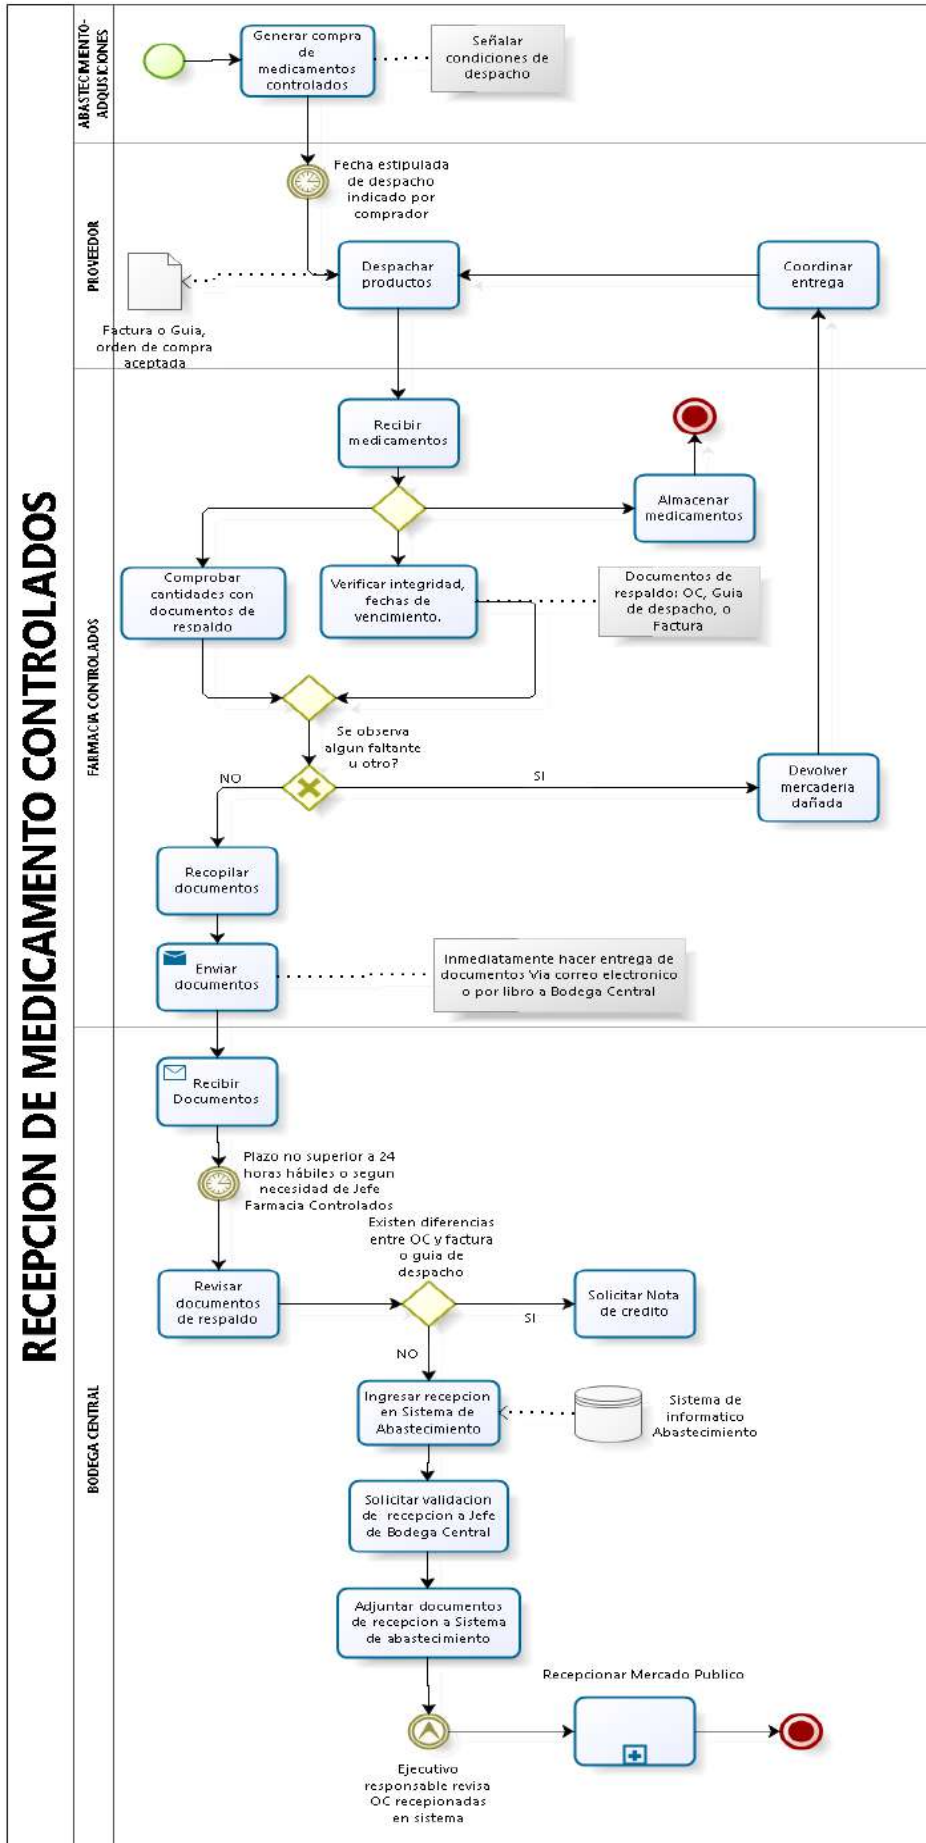 RECEPCION DE MEDICAMENTO CONTROLADOS
ABASTECIMIENTO-
ADQUSICIONES
Generar compra
de
medicamentos
controlados
Señalar
condiciones de
despacho
PROVEEDOR
Fecha estipulada
de despacho
indicado por
comprador
Despachar
productos
Coordinar
entrega
Factura o Guia,
orden de compra
aceptada
FARMACIA CONTROLADOS
Recibir
medicamentos
Almacenar
medicamentos
Comprobar
cantidades con
documentos de
respaldo
Verificar integridad,
fechas de
vencimiento.
Documentos de
respaldo: OC, Guia
de despacho, o
Factura
Se observa
algun faltante
u otro?
NO
SI
Devolver
mercaderia
dañada
Recopilar
documentos
Enviar
documentos
Inmediatamente hacer entrega de
documentos Via correo electronico
o por libro a Bodega Central
BODEGA CENTRAL
Recibir
Documentos
Plazo no superior a 24
horas hábiles o segun
necesidad de Jefe
Farmacia Controlados
Existen diferencias
entre OC y factura
o guia de
despacho
Revisar
documentos
de respaldo
SI
Solicitar Nota
de credito
NO
Ingresar recepcion
en Sistema de
Abastecimiento
Sistema de
informatico
Abastecimiento
Solicitar validacion
de recepcion a Jefe
de Bodega Central
Adjuntar documentos
de recepcion a Sistema
de abastecimiento
Recepcionar Mercado Publico
Ejecutivo
responsable revisa
OC recepionadas
en sistema